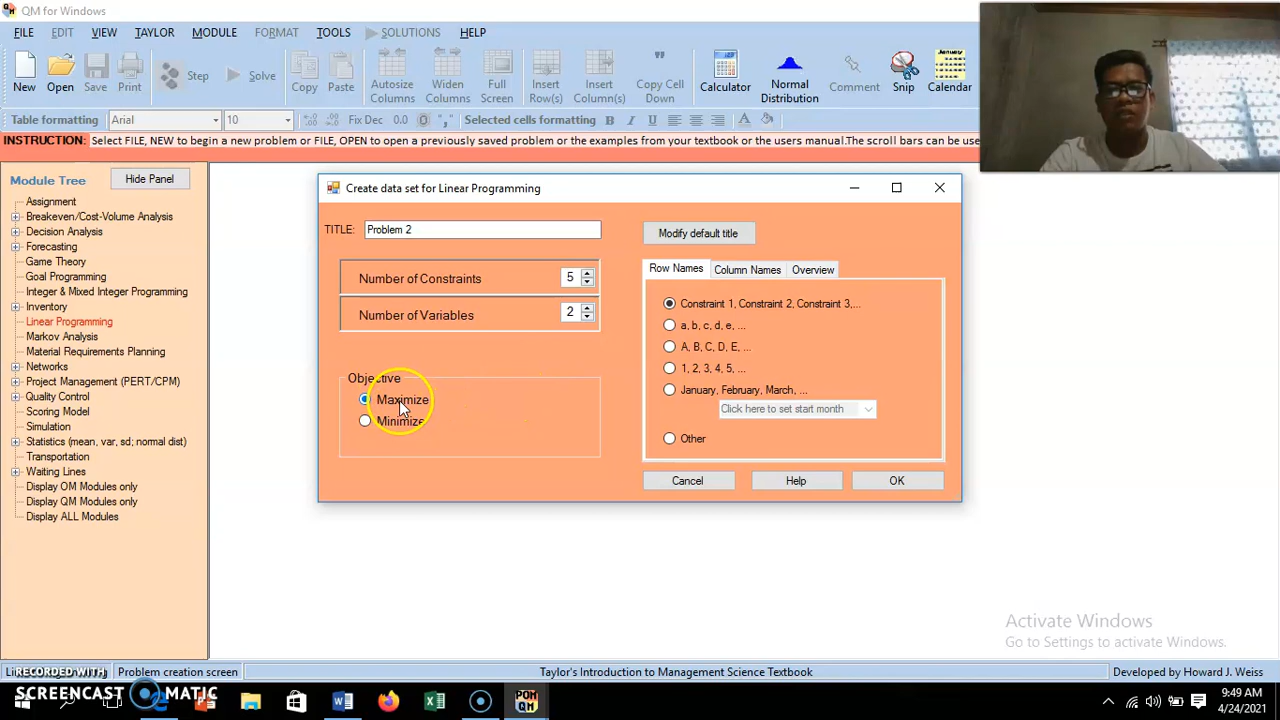 QM for Windows
FILE EDIT VIEW TAYLOR MODULE FORMAT TOOLS SOLUTIONS HELP
New Open Save Print Step Solve Copy Paste Autosize Columns Widen Columns Full Screen Insert Row(s) Insert Column(s) Copy Cell Down Calculator Normal Distribution Comment Snip Calendar
Table formatting Arial 10 Fix Dec 0.0 Selected cells formatting B I U A
INSTRUCTION: Select FILE, NEW to begin a new problem or FILE, OPEN to open a previously saved problem or the examples from your textbook or the users manual.The scroll bars can be use
Module Tree Hide Panel
Assignment
Breakeven/Cost-Volume Analysis
Decision Analysis
Forecasting
Game Theory
Goal Programming
Integer & Mixed Integer Programming
Inventory
Linear Programming
Markov Analysis
Material Requirements Planning
Networks
Project Management (PERT/CPM)
Quality Control
Scoring Model
Simulation
Statistics (mean, var, sd; normal dist)
Transportation
Waiting Lines
Display OM Modules only
Display QM Modules only
Display ALL Modules
Create data set for Linear Programming
TITLE: Problem 2
Modify default title
Number of Constraints 5
Number of Variables 2
Objective
Maximize
Minimize
Row Names Column Names Overview
Constraint 1, Constraint 2, Constraint 3,...
a, b, c, d, e, ...
A, B, C, D, E, ...
1, 2, 3, 4, 5, ...
January, February, March, ...
Click here to set start month
Other
Cancel Help OK
Activate Windows
Go to Settings to activate Windows.
Problem creation screen Taylor's Introduction to Management Science Textbook Developed by Howard J. Weiss
RECORDED WITH
SCREENCAST MATIC
POM QM
9:49 AM
4/24/2021